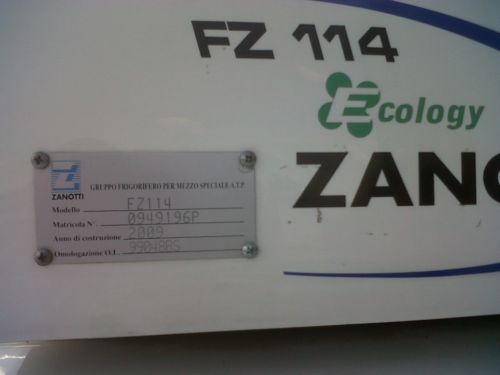 FZ 114
Ecology
ZANO
ZANOTTI
GRUPPO FRIGORIFERO PER MEZZO SPECIALE A.T.P.
Modello FZ114
Matricola N° 0949196P
Anno di costruzione 2009
Omologazione O.I. 99048RS